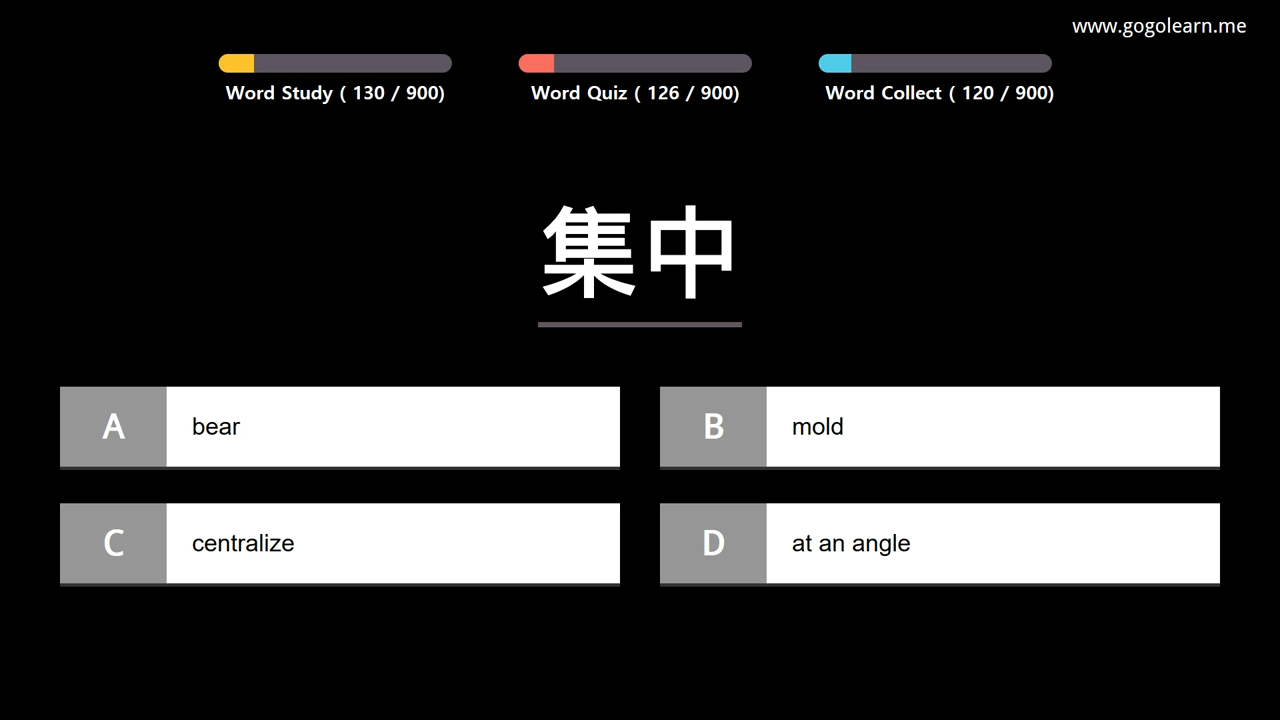 www.gogolearn.me
Word Study ( 130 / 900)
Word Quiz ( 126 / 900)
Word Collect ( 120 / 900)
集中
A bear
B mold
C centralize
D at an angle